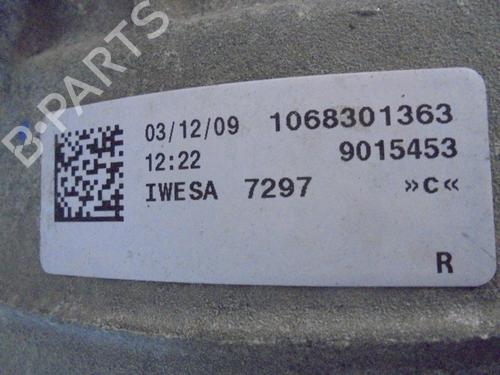 B-PARTS
03/12/09 1068301363
12:22 9015453
IWESA 7297 »C«
R